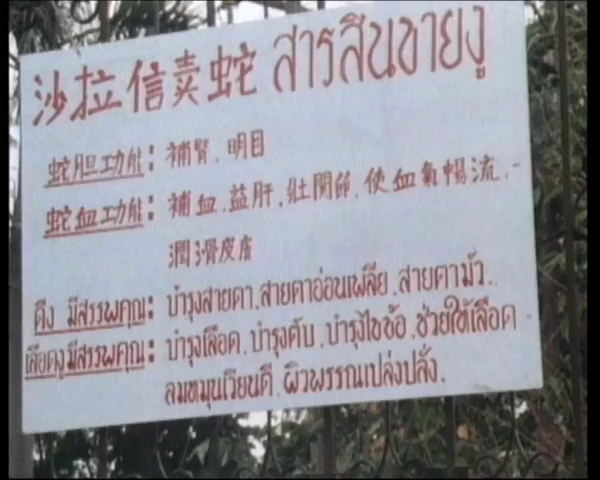 沙拉信卖蛇 สารสินขายงู
蛇胆功能: 補腎.明目
蛇血功能: 補血.益肝.壯関節.使血氣暢流.-
潤滑皮膚
ดีง มีสรรพคุณ: บำรุงสายตา.สายตาอ่อนเพลีย.สายตามัว..
เลือดงูมีสรรพคุณ: บำรุงเลือด.บำรุงตับ.บำรุงไขข้อ.ช่วยให้เลือด
ลมหมุนเวียนดี.ผิวพรรณเปล่งปลั่ง.